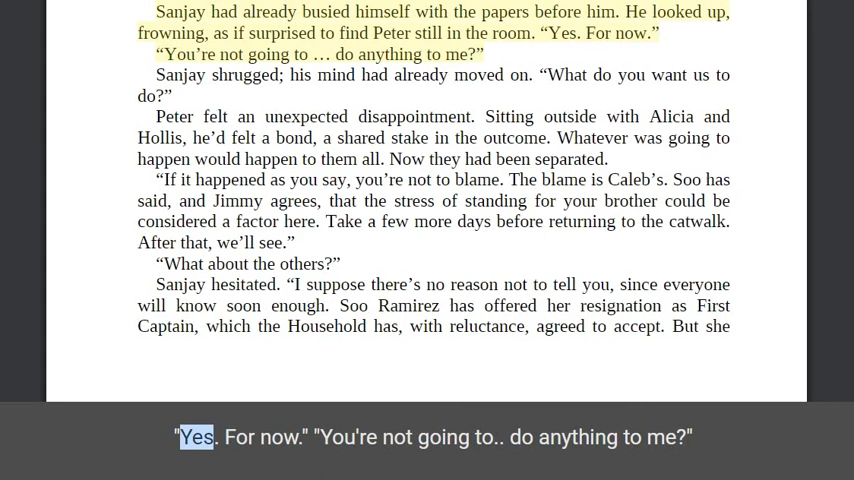 Sanjay had already busied himself with the papers before him. He looked up,
frowning, as if surprised to find Peter still in the room. “Yes. For now.”
“You’re not going to … do anything to me?”
Sanjay shrugged; his mind had already moved on. “What do you want us to
do?”
Peter felt an unexpected disappointment. Sitting outside with Alicia and
Hollis, he’d felt a bond, a shared stake in the outcome. Whatever was going to
happen would happen to them all. Now they had been separated.
“If it happened as you say, you’re not to blame. The blame is Caleb’s. Soo has
said, and Jimmy agrees, that the stress of standing for your brother could be
considered a factor here. Take a few more days before returning to the catwalk.
After that, we’ll see.”
“What about the others?”
Sanjay hesitated. “I suppose there’s no reason not to tell you, since everyone
will know soon enough. Soo Ramirez has offered her resignation as First
Captain, which the Household has, with reluctance, agreed to accept. But she
"Yes. For now." "You're not going to.. do anything to me?"